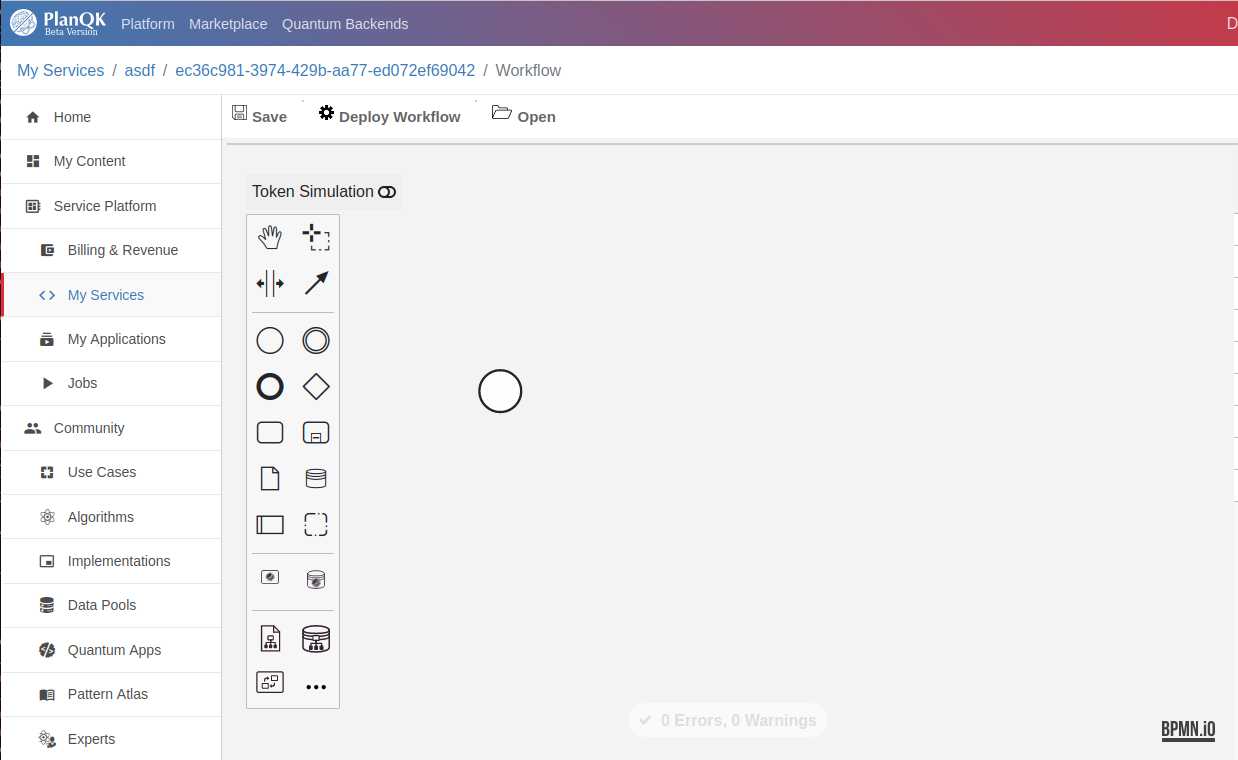 PlanQK
Beta Version
Platform Marketplace Quantum Backends D
My Services / asdf / ec36c981-3974-429b-aa77-ed072ef69042 / Workflow
Home
My Content
Service Platform
Billing & Revenue
My Services
My Applications
Jobs
Community
Use Cases
Algorithms
Implementations
Data Pools
Quantum Apps
Pattern Atlas
Experts
Save Deploy Workflow Open
Token Simulation
0 Errors, 0 Warnings
BPMN.iO